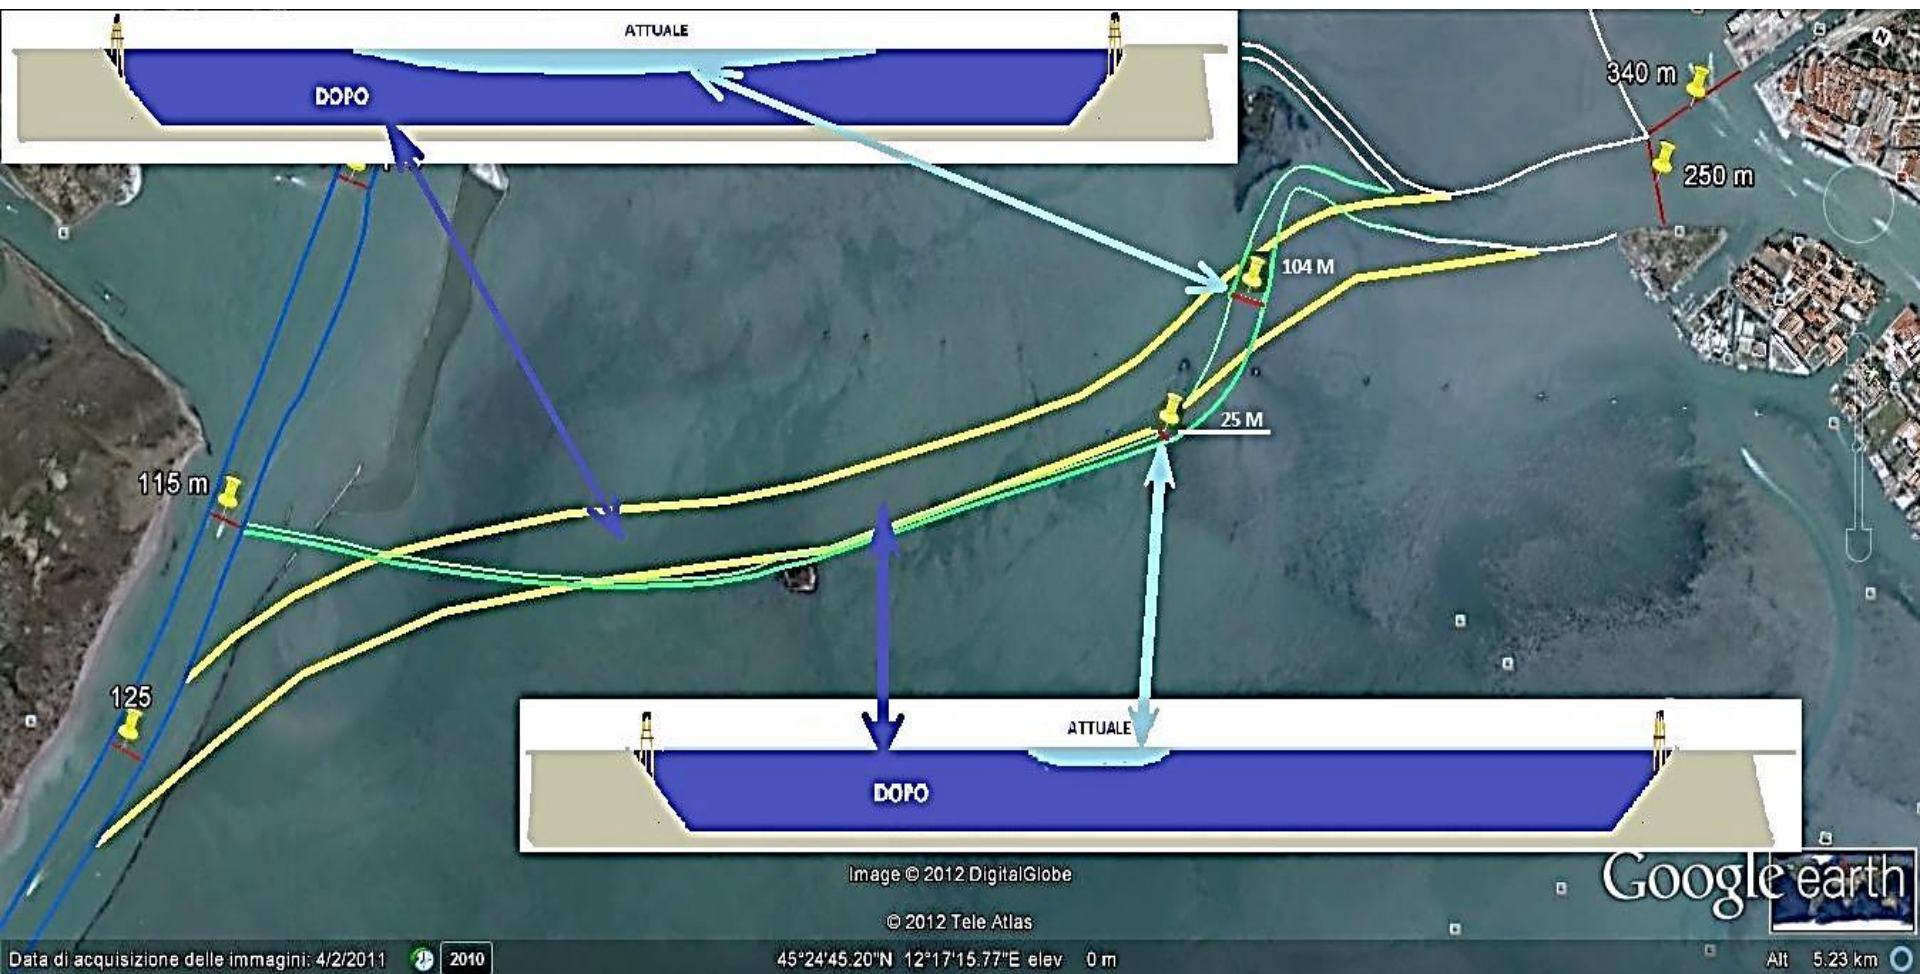 ATTUALE
DOPO
340 m
250 m
104 M
25 M
115 m
125
ATTUALE
DOPO
Image © 2012 DigitalGlobe
© 2012 Tele Atlas
Google earth
Data di acquisizione delle immagini: 4/2/2011
2010
45°24'45.20"N 12°17'15.77"E elev 0 m
Alt 5.23 km
N